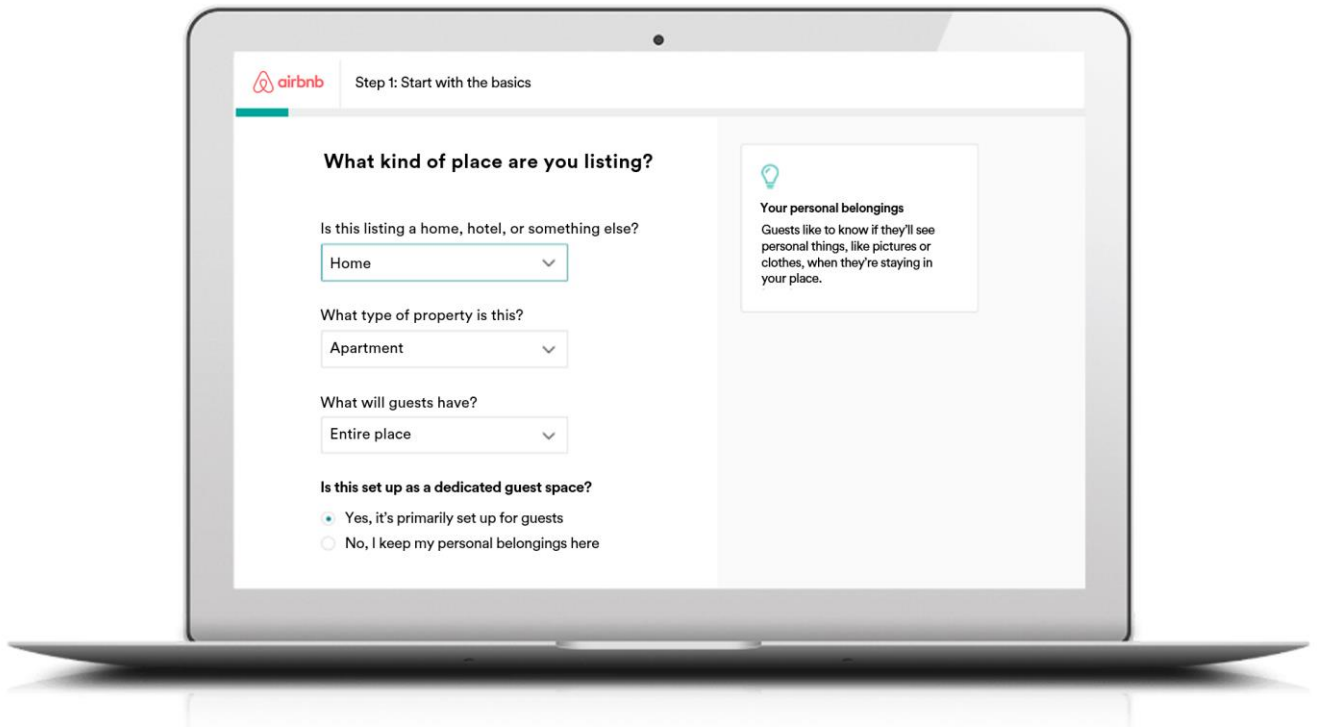 airbnb
Step 1: Start with the basics
What kind of place are you listing?
Is this listing a home, hotel, or something else?
Home
What type of property is this?
Apartment
What will guests have?
Entire place
Is this set up as a dedicated guest space?
Yes, it's primarily set up for guests
No, I keep my personal belongings here
Your personal belongings
Guests like to know if they'll see
personal things, like pictures or
clothes, when they're staying in
your place.